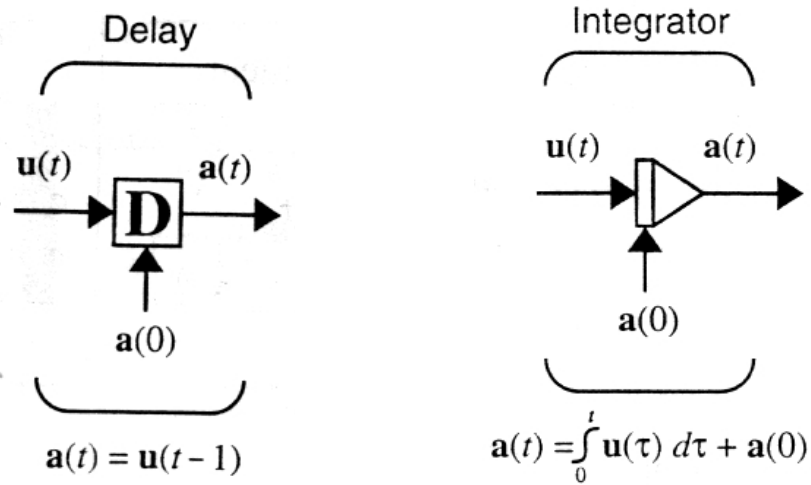 Delay
u(t)
a(t)
D
a(0)
a(t) = u(t − 1)
Integrator
u(t)
a(t)
a(0)
a(t) = ∫₀ᵗ u(τ) dτ + a(0)